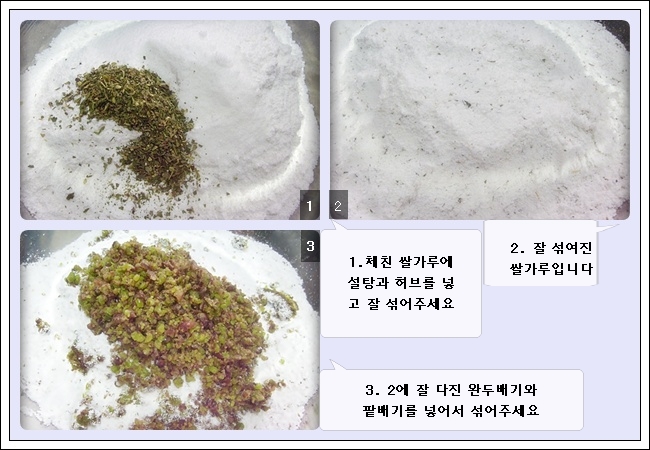 1
2
3
1.체친 쌀가루에
설탕과 허브를 넣
고 잘 섞어주세요
2. 잘 섞여진
쌀가루입니다
3. 2에 잘 다진 완두배기와
팥배기를 넣어서 섞어주세요